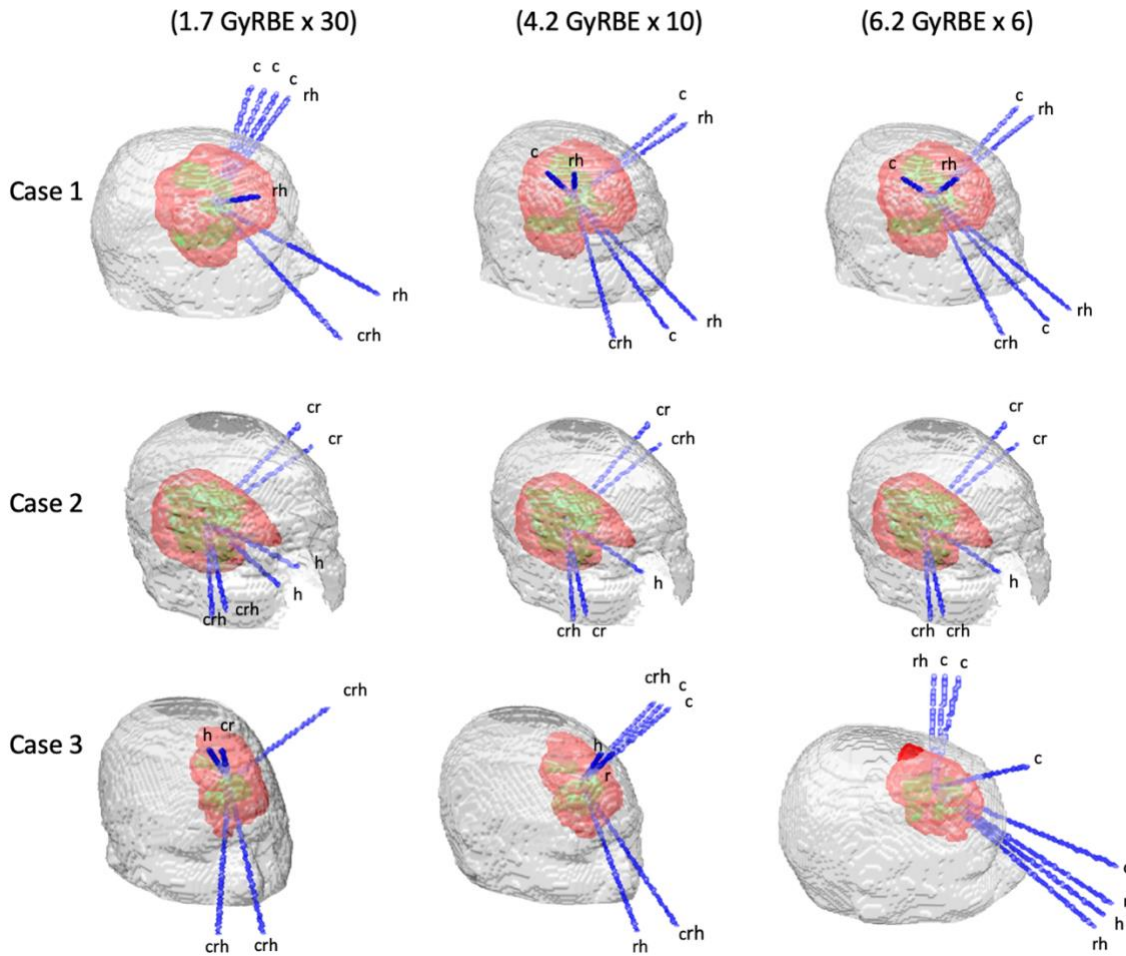 (1.7 GyRBE x 30) (4.2 GyRBE x 10) (6.2 GyRBE x 6)
Case 1
c c c rh
rh
rh
crh
c
rh
c rh
rh
c
crh
c
rh
c rh
rh
c
crh
Case 2
cr
cr
h
h
crh
crh
cr
crh
h
crh cr
cr
cr
h
crh crh
Case 3
crh
h cr
crh crh
crh c
c
h
r
crh
rh
rh c c
c
h
rh